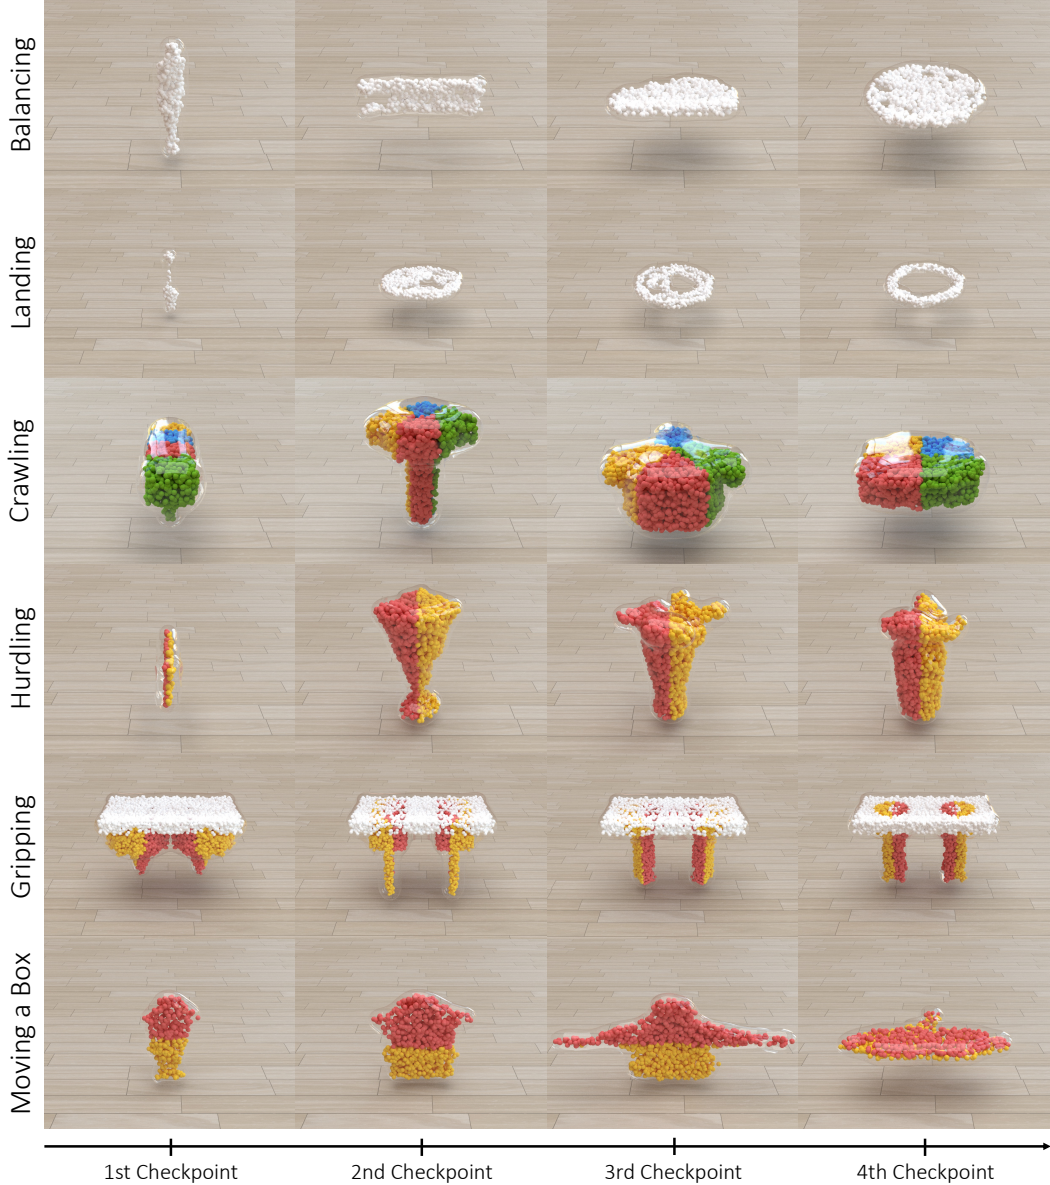 Balancing
Landing
Crawling
Hurdling
Gripping
Moving a Box
1st Checkpoint
2nd Checkpoint
3rd Checkpoint
4th Checkpoint